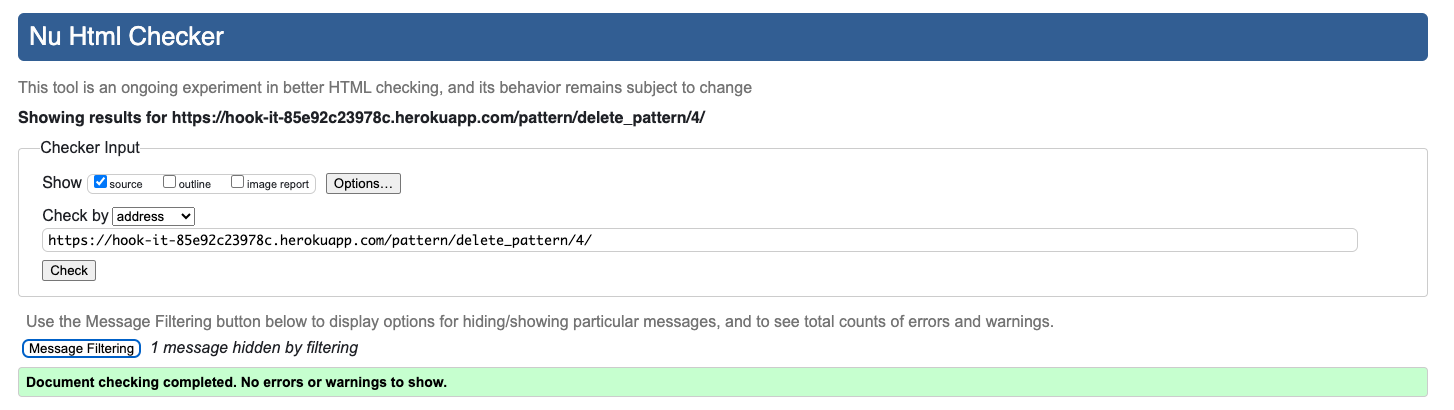 Nu Html Checker
This tool is an ongoing experiment in better HTML checking, and its behavior remains subject to change
Showing results for https://hook-it-85e92c23978c.herokuapp.com/pattern/delete_pattern/4/
Checker Input
Show source outline image report Options...
Check by address
https://hook-it-85e92c23978c.herokuapp.com/pattern/delete_pattern/4/
Check
Use the Message Filtering button below to display options for hiding/showing particular messages, and to see total counts of errors and warnings.
Message Filtering 1 message hidden by filtering
Document checking completed. No errors or warnings to show.